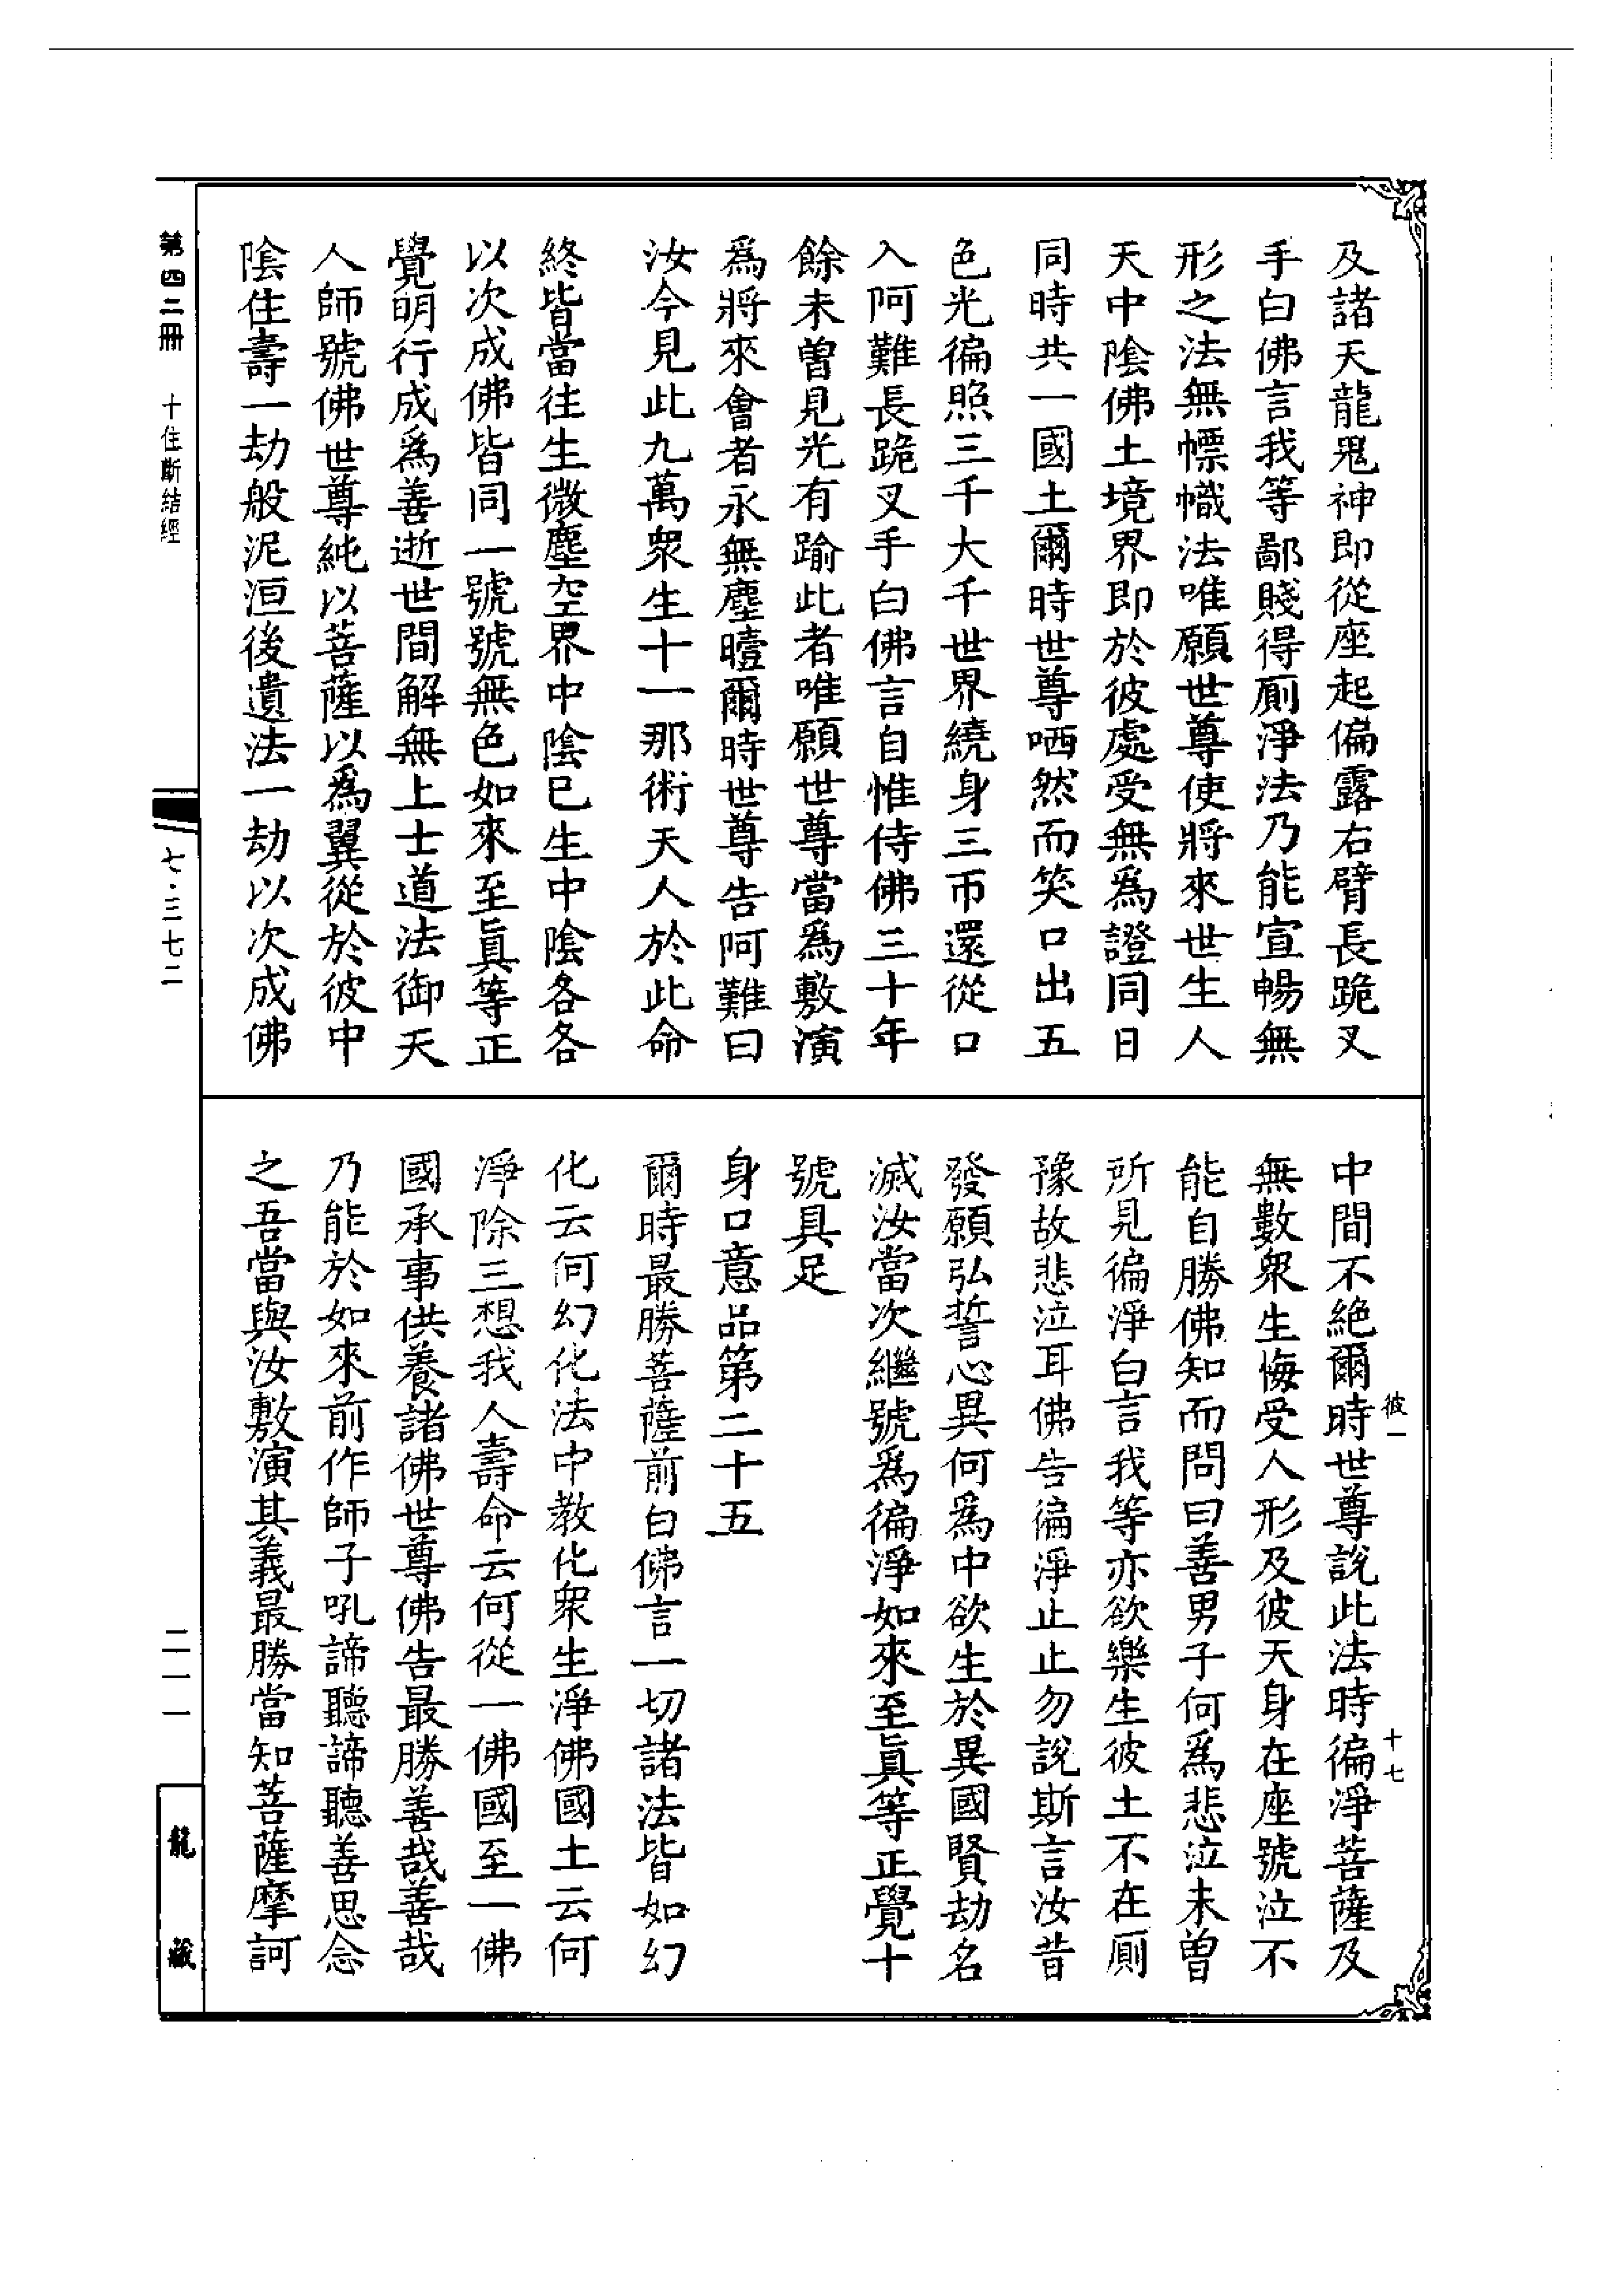 及諸天龍鬼神即從座起偏露右臂長跪叉
手白佛言我等鄙賤得廁淨法乃能宣暢無
形之法無幖幟法唯願世尊使將來世生人
天中陰佛土境界即於彼處受無為證同日
同時共一國土爾時世尊哂然而笑口出五
色光徧照三千大千世界繞身三帀還從口
入阿難長跪叉手白佛言自惟侍佛三十年
餘未曾見光有踰此者唯願世尊當為敷演
為將來會者永無塵曀爾時世尊告阿難曰
汝今見此九萬衆生十一那術天人於此命
終皆當往生微塵空界中陰已生中陰各各
以次成佛皆同一號號無色如來至眞等正
覺明行成為善逝世間解無上士道法御天
人師號佛世尊純以菩薩以為翼從於彼中
陰住壽一劫般泥洹後遺法一劫以次成佛
中間不絶爾時世尊說此法時徧淨菩薩及
無數衆生悔受人形及彼天身在座號泣不
能自勝佛知而問曰善男子何為悲泣未曾
所見徧淨白言我等亦欲樂生彼土不在廁
豫故悲泣耳佛告徧淨止止勿說斯言汝昔
發願弘誓心異何為中欲生於異國賢劫名
滅汝當次繼號為徧淨如來至眞等正覺十
號具足
身口意品第二十五
爾時最勝菩薩前白佛言一切諸法皆如幻
化云何幻化法中教化衆生淨佛國土云何
淨除三想我人壽命云何從一佛國至一佛
國承事供養諸佛世尊佛告最勝善哉善哉
乃能於如來前作師子吼諦聽諦聽善思念
之吾當與汝敷演其義最勝當知菩薩摩訶
彼一
十七
第四二冊
十住斷結經
七·三七二
二一一
龍藏